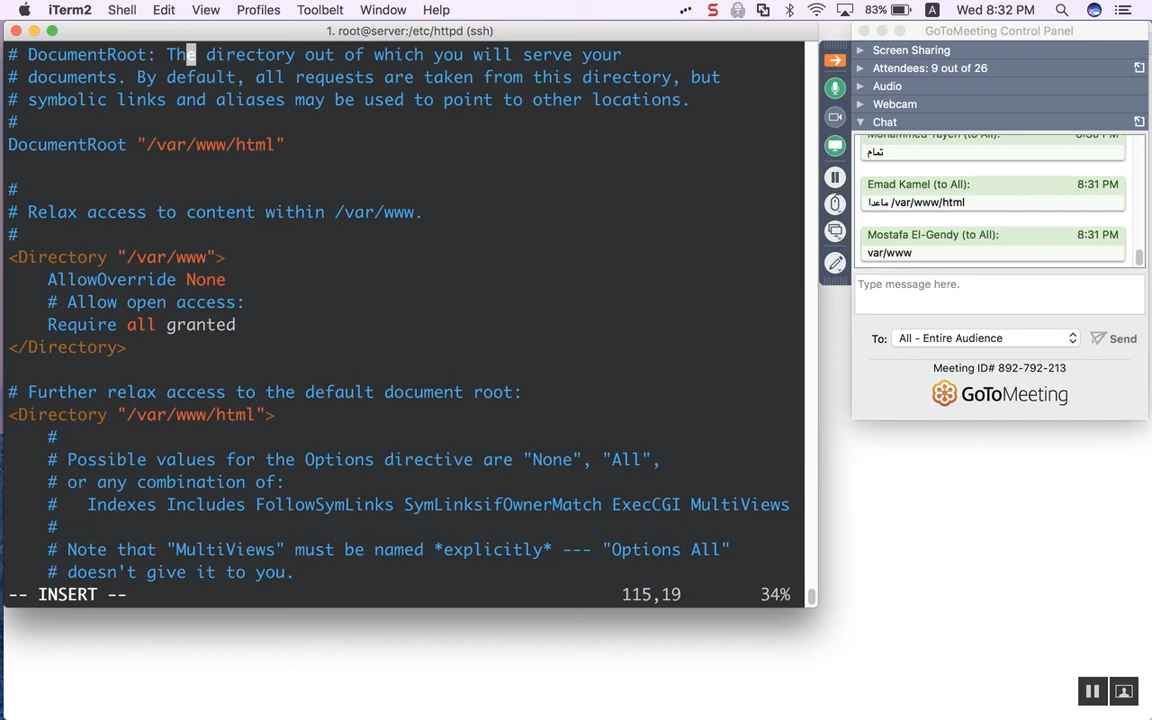 iTerm2 Shell Edit View Profiles Toolbelt Window Help
83% A Wed 8:32 PM
1. root@server:/etc/httpd (ssh)
# DocumentRoot: The directory out of which you will serve your
# documents. By default, all requests are taken from this directory, but
# symbolic links and aliases may be used to point to other locations.
#
DocumentRoot "/var/www/html"
#
# Relax access to content within /var/www.
#
<Directory "/var/www">
AllowOverride None
# Allow open access:
Require all granted
</Directory>
# Further relax access to the default document root:
<Directory "/var/www/html">
#
# Possible values for the Options directive are "None", "All",
# or any combination of:
#   Indexes Includes FollowSymLinks SymLinksifOwnerMatch ExecCGI MultiViews
#
# Note that "MultiViews" must be named *explicitly* --- "Options All"
# doesn't give it to you.
-- INSERT --
115,19
34%
GoToMeeting Control Panel
Screen Sharing
Attendees: 9 out of 26
Audio
Webcam
Chat
Mohammed Tayeh (to All): 8:30 PM
تمام
Emad Kamel (to All): 8:31 PM
ماعدا /var/www/html
Mostafa El-Gendy (to All): 8:31 PM
var/www
Type message here.
To: All - Entire Audience Send
Meeting ID# 892-792-213
GoToMeeting